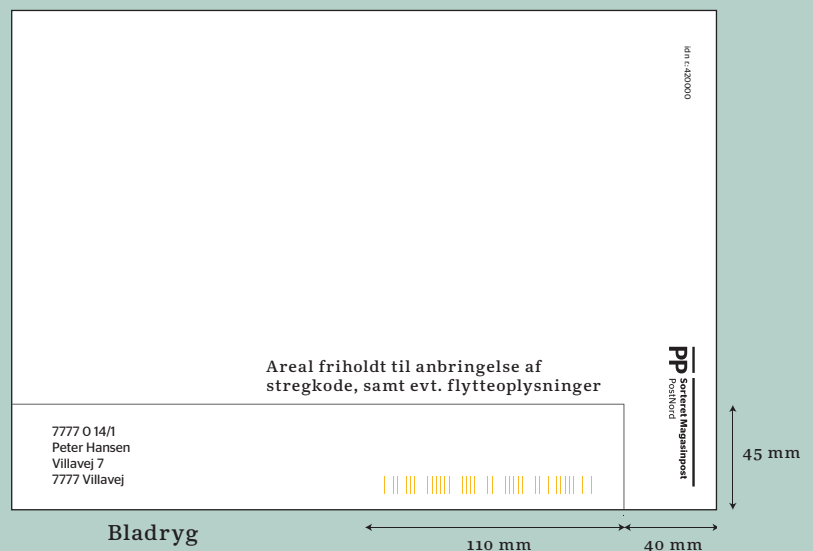 id nr.: 420000
Areal friholdt til anbringelse af
stregkode, samt evt. flytteoplysninger
PP
Sorteret Magasinpost
PostNord
7777 O 14/1
Peter Hansen
Villavej 7
7777 Villavej
45 mm
Bladryg
110 mm
40 mm